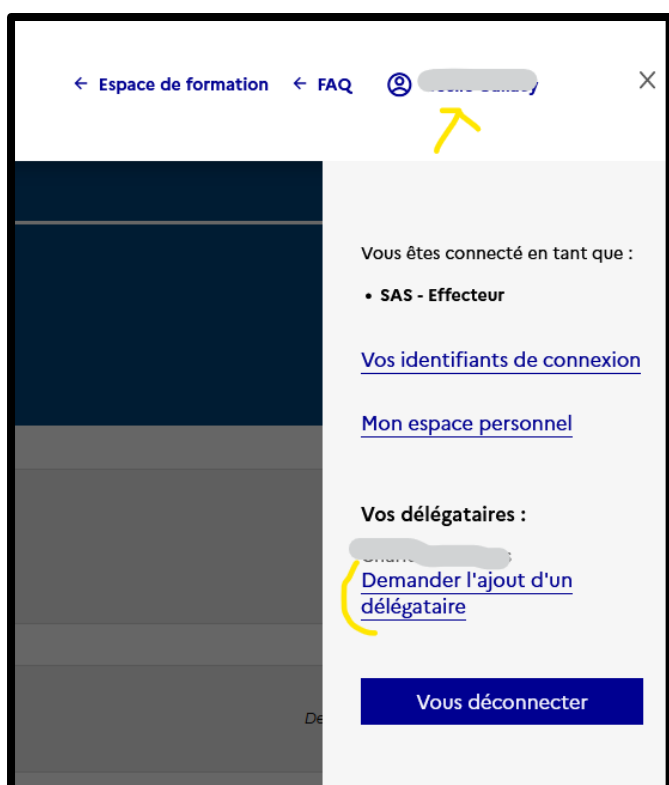 ← Espace de formation ← FAQ
Vous êtes connecté en tant que :
• SAS - Effecteur
Vos identifiants de connexion
Mon espace personnel
Vos délégataires :
Demander l'ajout d'un
délégataire
Vous déconnecter
De